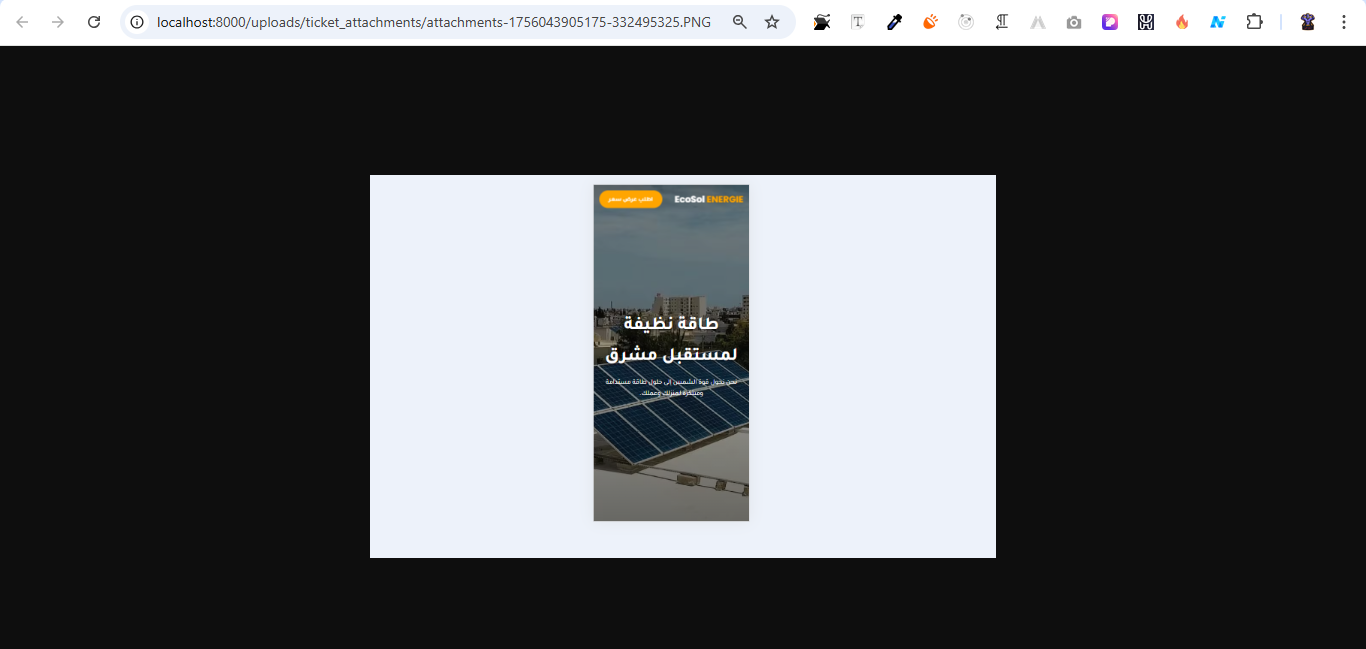 localhost:8000/uploads/ticket_attachments/attachments-1756043905175-332495325.PNG
EcoSol ENERGIE
اطلب عرض سعر
طاقة نظيفة
لمستقبل مشرق
نحن نحول قوة الشمس إلى حلول طاقة مستدامة
ومبتكرة لمنزلك وعملك.